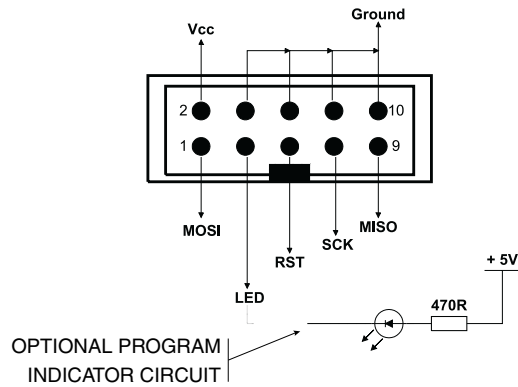 Vcc
Ground
2
10
1
9
MOSI
RST
SCK
MISO
LED
+ 5V
470R
OPTIONAL PROGRAM
INDICATOR CIRCUIT